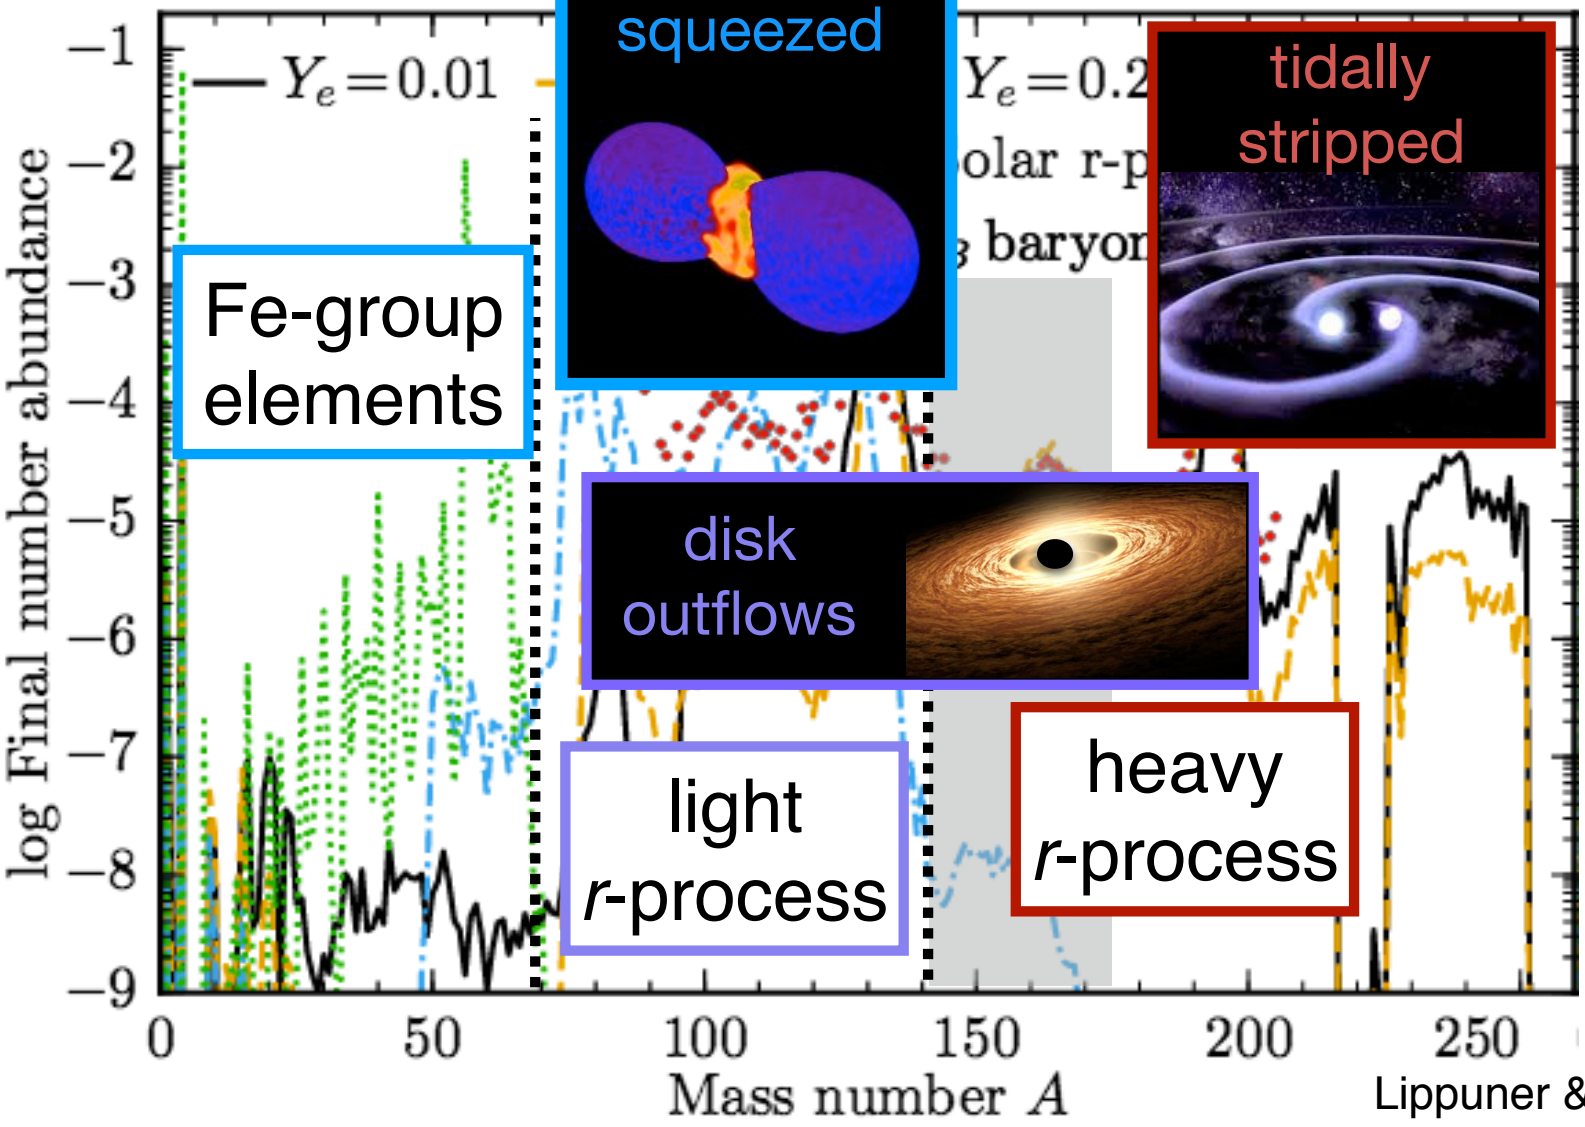 squeezed
tidally
stripped
Y_e=0.01
Y_e=0.2
olar r-p
baryon
Fe-group
elements
disk
outflows
light
r-process
heavy
r-process
log Final number abundance
−1
−2
−3
−4
−5
−6
−7
−8
−9
0 50 100 150 200 250
Mass number A
Lippuner &